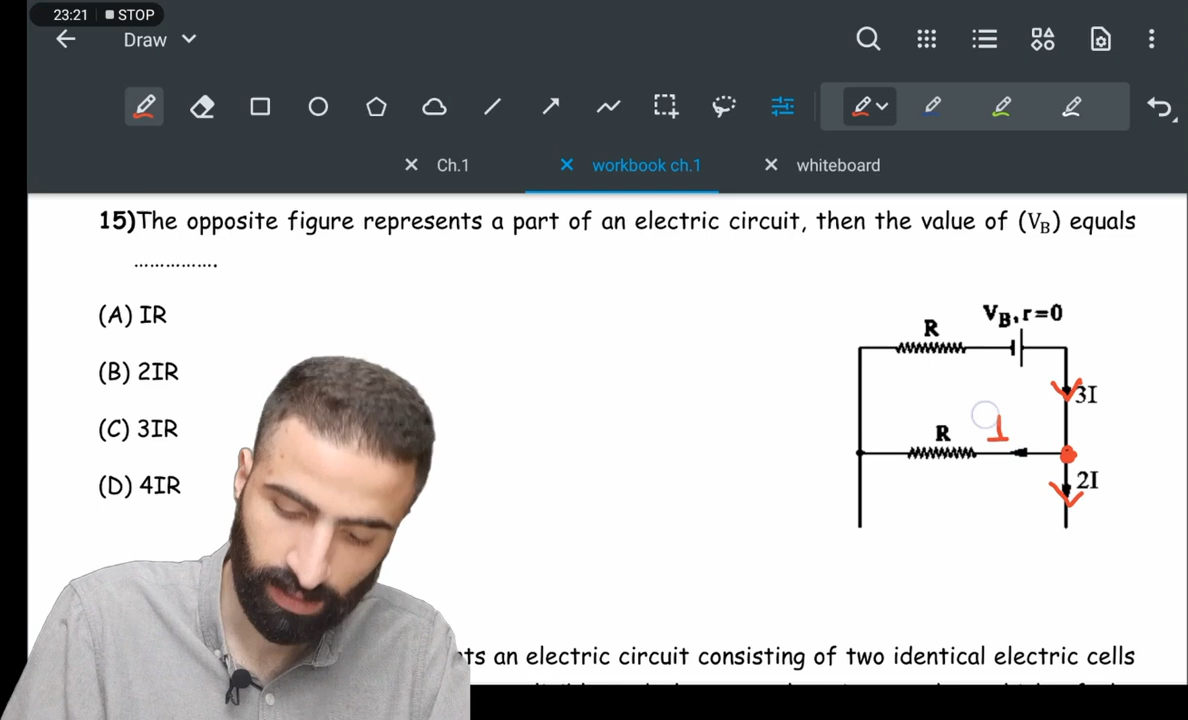 23:21 STOP
Draw
Ch.1 workbook ch.1 whiteboard
15)The opposite figure represents a part of an electric circuit, then the value of (VB) equals
................
(A) IR
(B) 2IR
(C) 3IR
(D) 4IR
VB, r=0
R
3I
I
R
2I
ts an electric circuit consisting of two identical electric cells